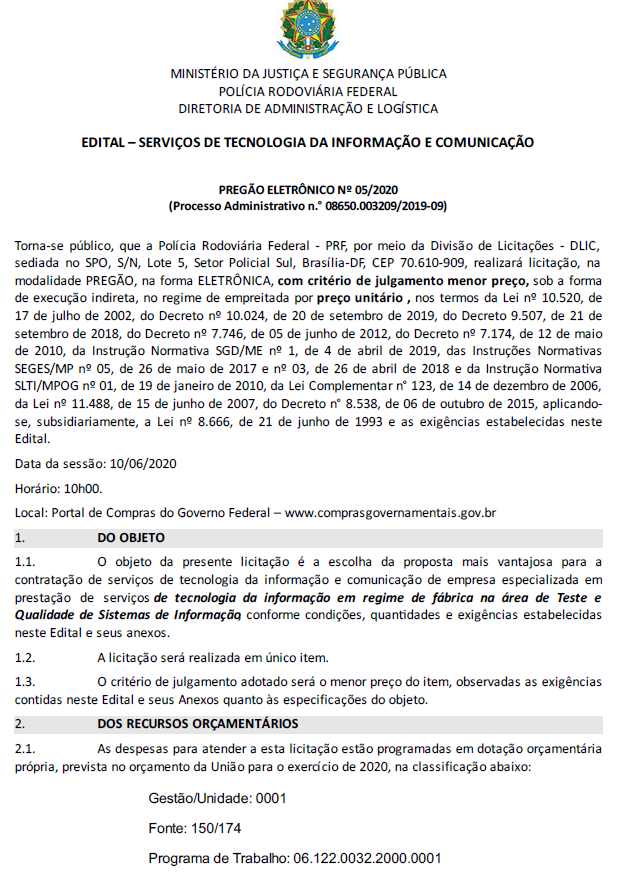 MINISTÉRIO DA JUSTIÇA E SEGURANÇA PÚBLICA
POLÍCIA RODOVIÁRIA FEDERAL
DIRETORIA DE ADMINISTRAÇÃO E LOGÍSTICA
EDITAL – SERVIÇOS DE TECNOLOGIA DA INFORMAÇÃO E COMUNICAÇÃO
PREGÃO ELETRÔNICO Nº 05/2020
(Processo Administrativo n.° 08650.003209/2019-09)
Torna-se público, que a Polícia Rodoviária Federal - PRF, por meio da Divisão de Licitações - DLIC,
sediada no SPO, S/N, Lote 5, Setor Policial Sul, Brasília-DF, CEP 70.610-909, realizará licitação, na
modalidade PREGÃO, na forma ELETRÔNICA, com critério de julgamento menor preço, sob a forma
de execução indireta, no regime de empreitada por preço unitário , nos termos da Lei nº 10.520, de
17 de julho de 2002, do Decreto nº 10.024, de 20 de setembro de 2019, do Decreto 9.507, de 21 de
setembro de 2018, do Decreto nº 7.746, de 05 de junho de 2012, do Decreto nº 7.174, de 12 de maio
de 2010, da Instrução Normativa SGD/ME nº 1, de 4 de abril de 2019, das Instruções Normativas
SEGES/MP nº 05, de 26 de maio de 2017 e nº 03, de 26 de abril de 2018 e da Instrução Normativa
SLTI/MPOG nº 01, de 19 de janeiro de 2010, da Lei Complementar n° 123, de 14 de dezembro de 2006,
da Lei nº 11.488, de 15 de junho de 2007, do Decreto n° 8.538, de 06 de outubro de 2015, aplicando-
se, subsidiariamente, a Lei nº 8.666, de 21 de junho de 1993 e as exigências estabelecidas neste
Edital.
Data da sessão: 10/06/2020
Horário: 10h00.
Local: Portal de Compras do Governo Federal – www.comprasgovernamentais.gov.br
1. DO OBJETO
1.1. O objeto da presente licitação é a escolha da proposta mais vantajosa para a
contratação de serviços de tecnologia da informação e comunicação de empresa especializada em
prestação de serviços de tecnologia da informação em regime de fábrica na área de Teste e
Qualidade de Sistemas de Informação, conforme condições, quantidades e exigências estabelecidas
neste Edital e seus anexos.
1.2. A licitação será realizada em único item.
1.3. O critério de julgamento adotado será o menor preço do item, observadas as exigências
contidas neste Edital e seus Anexos quanto às especificações do objeto.
2. DOS RECURSOS ORÇAMENTÁRIOS
2.1. As despesas para atender a esta licitação estão programadas em dotação orçamentária
própria, prevista no orçamento da União para o exercício de 2020, na classificação abaixo:
Gestão/Unidade: 0001
Fonte: 150/174
Programa de Trabalho: 06.122.0032.2000.0001